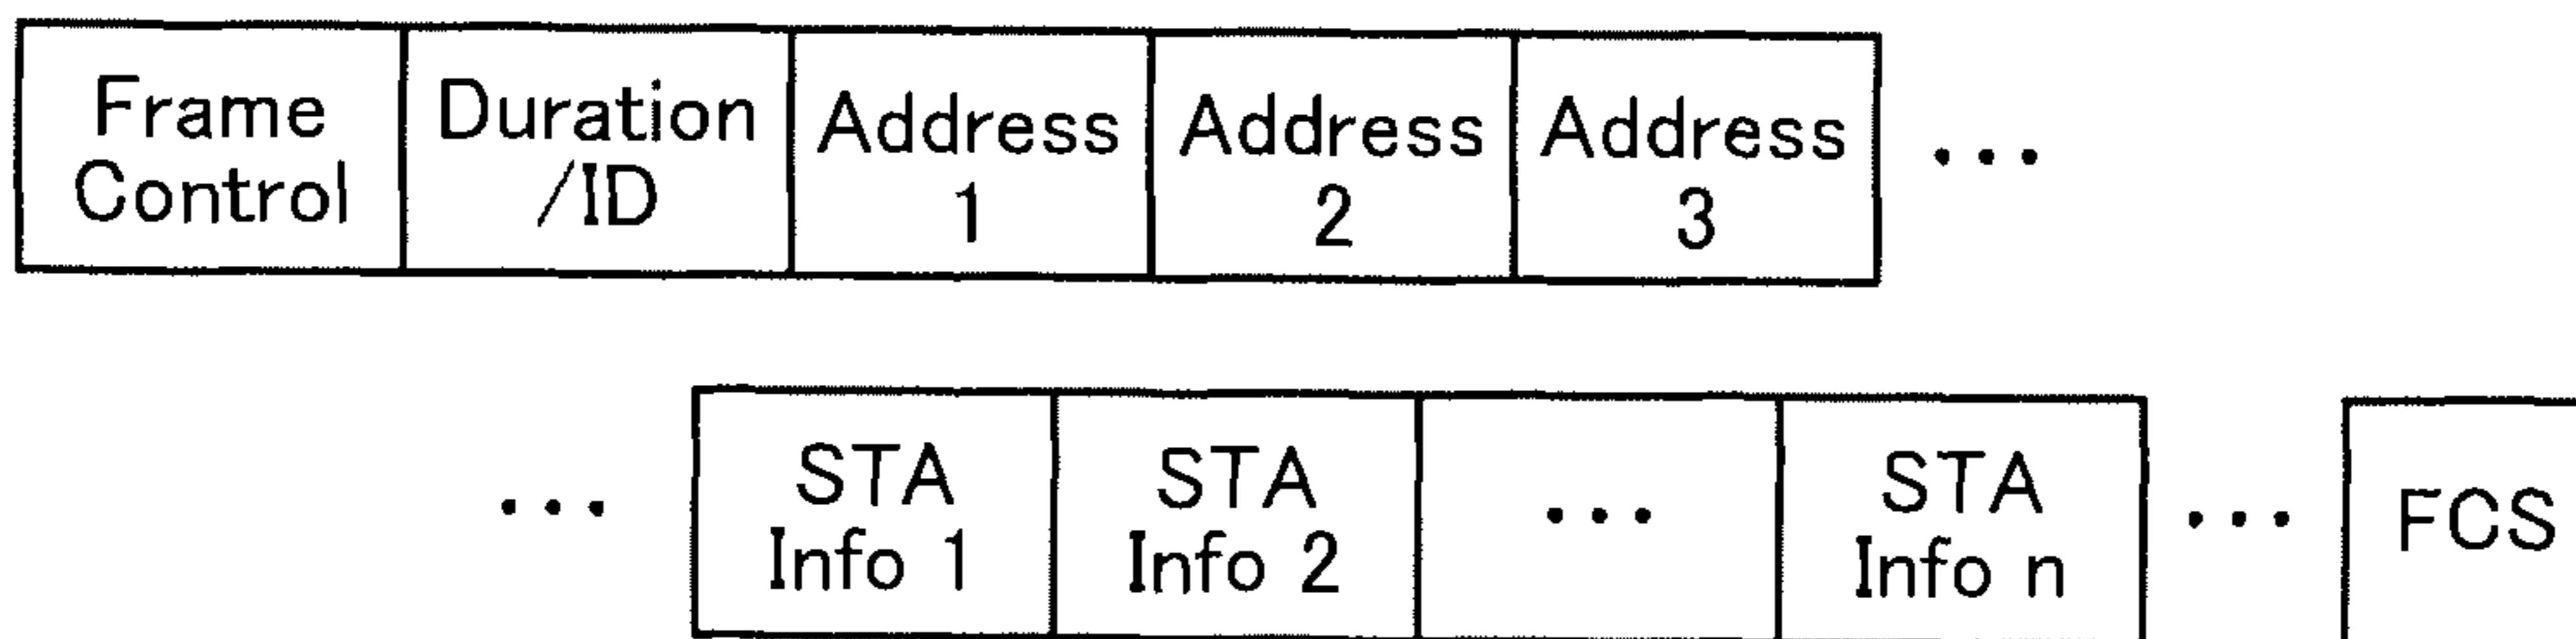 Frame Control
Duration /ID
Address 1
Address 2
Address 3
...
...
STA Info 1
STA Info 2
...
STA Info n
...
FCS